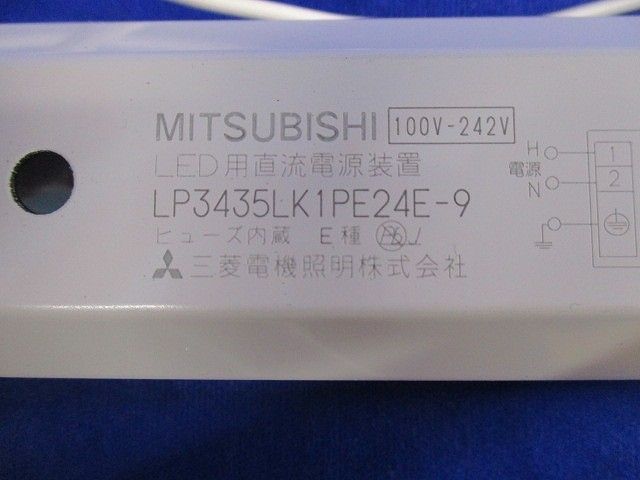 MITSUBISHI 100V-242V
LED用直流電源装置
LP3435LK1PE24E-9
ヒューズ内蔵 E種
三菱電機照明株式会社
H
電源
N
1
2